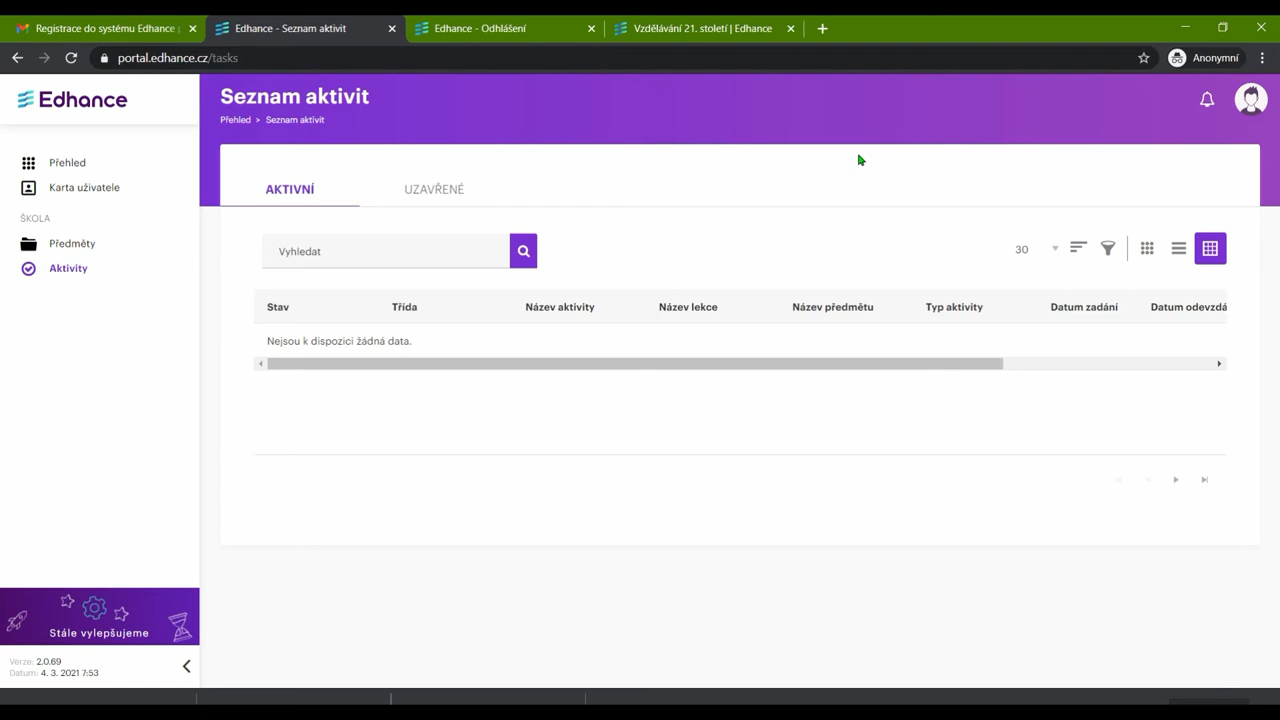 Registrace do systému Edhance
Edhance - Seznam aktivit
Edhance - Odhlášení
Vzdělávání 21. století | Edhance
portal.edhance.cz/tasks
Anonymní
Edhance
Seznam aktivit
Přehled > Seznam aktivit
Přehled
Karta uživatele
ŠKOLA
Předměty
Aktivity
AKTIVNÍ
UZAVŘENÉ
Vyhledat
30
Stav Třída Název aktivity Název lekce Název předmětu Typ aktivity Datum zadání Datum odevzdá
Nejsou k dispozici žádná data.
Stále vylepšujeme
Verze: 2.0.69
Datum: 4. 3. 2021 7:53